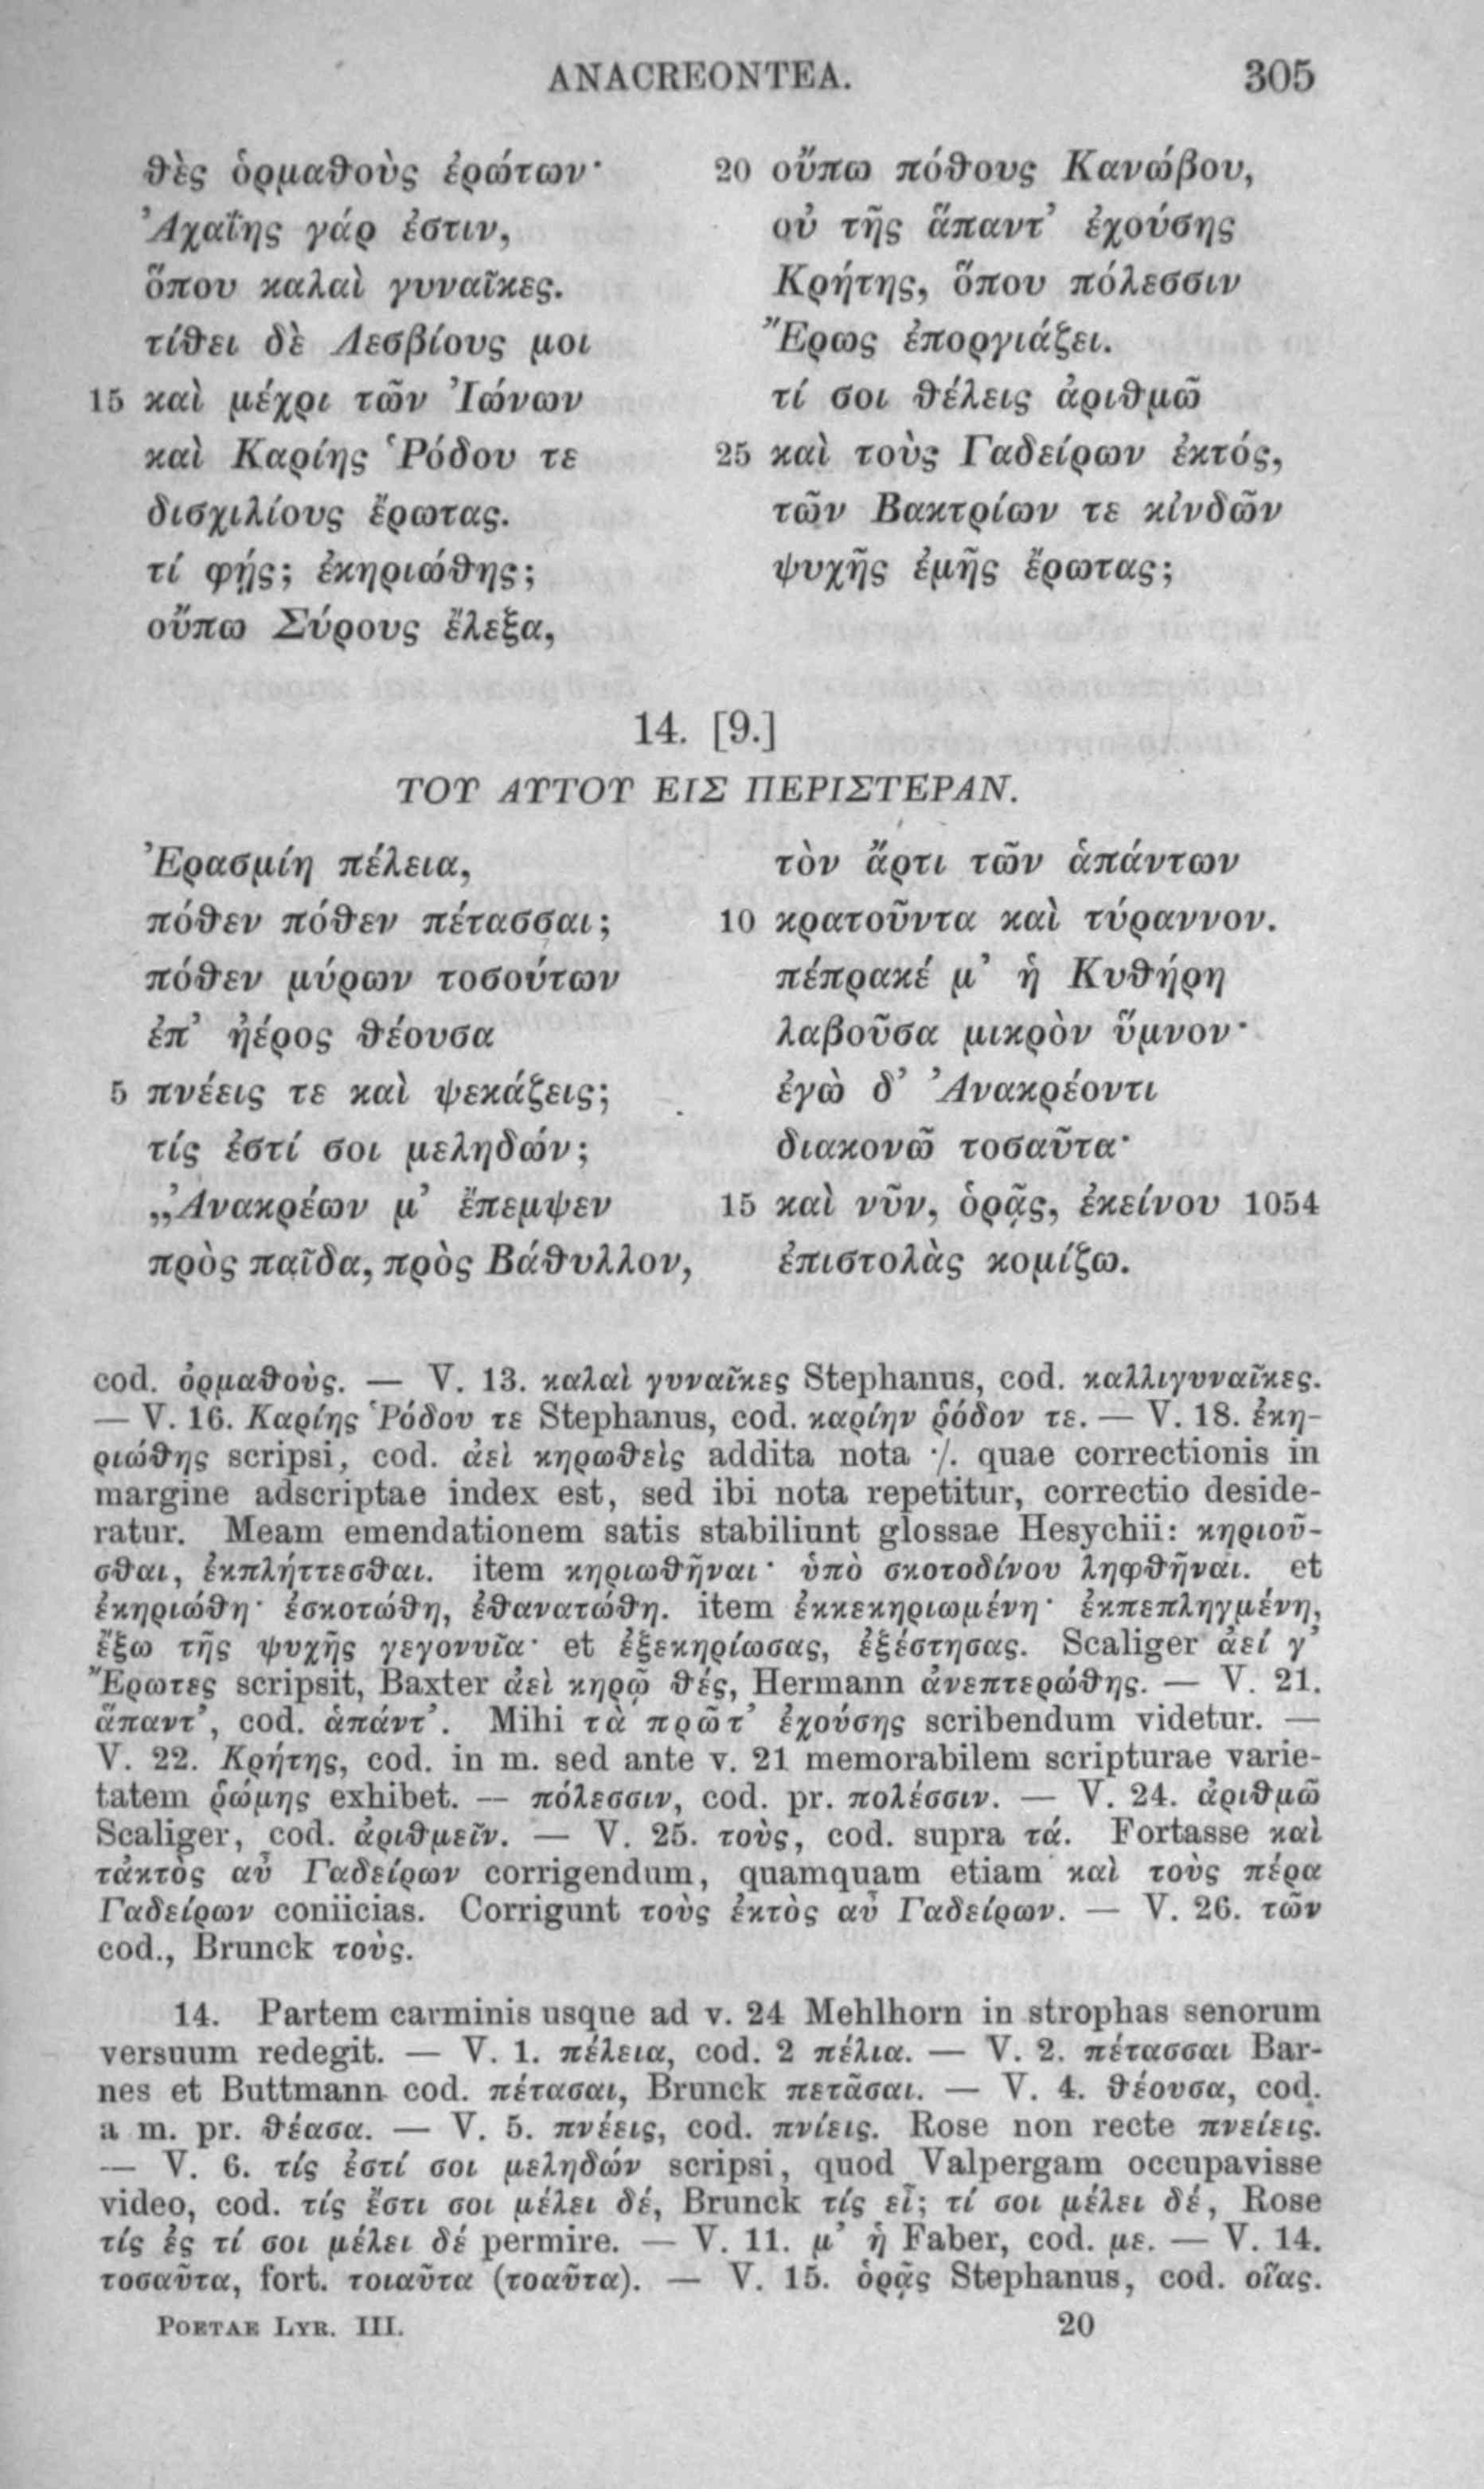 ANACREONTEA. 305
θὲς ὁρμαθοὺς ἐρώτων·
Ἀχαΐης γάρ ἐστιν,
ὅπου καλαὶ γυναῖκες.
τίθει δὲ Λεσβίους μοι
15 καὶ μέχρι τῶν Ἰώνων
καὶ Καρίης Ῥόδου τε
δισχιλίους ἔρωτας.
τί φῄς; ἐκηριώθης;
οὔπω Σύρους ἔλεξα,
20 οὔπω πόθους Κανώβου,
οὐ τῆς ἅπαντ’ ἐχούσης
Κρήτης, ὅπου πόλεσσιν
Ἔρως ἐποργιάζει.
τί σοι θέλεις ἀριθμῶ
25 καὶ τοὺς Γαδείρων ἐκτός,
τῶν Βακτρίων τε κἰνδῶν
ψυχῆς ἐμῆς ἔρωτας;
14. [9.]
ΤΟΥ ΑΥΤΟΥ ΕΙΣ ΠΕΡΙΣΤΕΡΑΝ.
Ἐρασμίη πέλεια,
πόθεν πόθεν πέτασσαι;
πόθεν μύρων τοσούτων
ἐπ’ ἠέρος θέουσα
5 πνέεις τε καὶ ψεκάζεις;
τίς ἐστί σοι μεληδών;
„Ἀνακρέων μ’ ἔπεμψεν
πρὸς παῖδα, πρὸς Βάθυλλον,
τὸν ἄρτι τῶν ἁπάντων
10 κρατοῦντα καὶ τύραννον.
πέπρακέ μ’ ἡ Κυθήρη
λαβοῦσα μικρὸν ὕμνον·
ἐγὼ δ’ Ἀνακρέοντι
διακονῶ τοσαῦτα·
15 καὶ νῦν, ὁρᾷς, ἐκείνου 1054
ἐπιστολὰς κομίζω.
cod. ὀρμαθοὺς. — V. 13. καλαὶ γυναῖκες Stephanus, cod. καλλιγυναῖκες.
— V. 16. Καρίης Ῥόδου τε Stephanus, cod. καρίην ῥόδον τε. — V. 18. ἐκη-
ριώθης scripsi, cod. ἀεὶ κηρωθεὶς addita nota ·/. quae correctionis in
margine adscriptae index est, sed ibi nota repetitur, correctio deside-
ratur. Meam emendationem satis stabiliunt glossae Hesychii: κηριοῦ-
σθαι, ἐκπλήττεσθαι. item κηριωθῆναι· ὑπὸ σκοτοδίνου ληφθῆναι. et
ἐκηριώθη· ἐσκοτώθη, ἐθανατώθη. item ἐκκεκηριωμένη· ἐκπεπληγμένη,
ἔξω τῆς ψυχῆς γεγονυῖα· et ἐξεκηρίωσας, ἐξέστησας. Scaliger ἀεί γ’
Ἔρωτες scripsit, Baxter ἀεὶ κηρῷ θές, Hermann ἀνεπτερώθης. — V. 21.
ἅπαντ’, cod. ἁπάντ’. Mihi τὰ πρῶτ’ ἐχούσης scribendum videtur. —
V. 22. Κρήτης, cod. in m. sed ante v. 21 memorabilem scripturae varie-
tatem ῥώμης exhibet. — πόλεσσιν, cod. pr. πολέσσιν. — V. 24. ἀριθμῶ
Scaliger, cod. ἀριθμεῖν. — V. 25. τοὺς, cod. supra τά. Fortasse καὶ
τἀκτὸς αὖ Γαδείρων corrigendum, quamquam etiam καὶ τοὺς πέρα
Γαδείρων coniicias. Corrigunt τοὺς ἐκτὸς αὖ Γαδείρων. — V. 26. τῶν
cod., Brunck τοὺς.
14. Partem carminis usque ad v. 24 Mehlhorn in strophas senorum
versuum redegit. — V. 1. πέλεια, cod. 2 πέλια. — V. 2. πέτασσαι Bar-
nes et Buttmann cod. πέτασαι, Brunck πετᾶσαι. — V. 4. θέουσα, cod.
a m. pr. θέασα. — V. 5. πνέεις, cod. πνίεις. Rose non recte πνείεις.
— V. 6. τίς ἐστί σοι μεληδών scripsi, quod Valpergam occupavisse
video, cod. τίς ἔστι σοι μέλει δέ, Brunck τίς εἶ; τί σοι μέλει δέ, Rose
τίς ἐς τί σοι μέλει δέ permire. — V. 11. μ’ ἡ Faber, cod. με. — V. 14.
τοσαῦτα, fort. τοιαῦτα (τοαῦτα). — V. 15. ὁρᾷς Stephanus, cod. οἵας.
POETAE LYR. III. 20